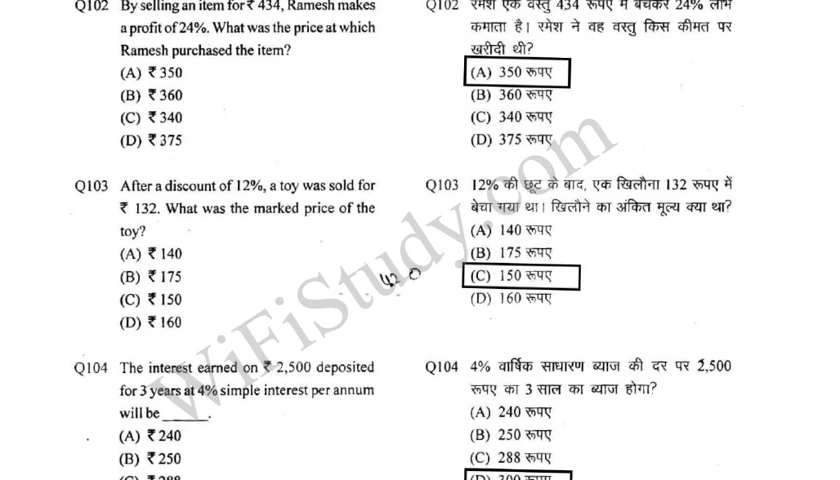 Q102 By selling an item for ₹ 434, Ramesh makes
a profit of 24%. What was the price at which
Ramesh purchased the item?
(A) ₹ 350
(B) ₹ 360
(C) ₹ 340
(D) ₹ 375
Q103 After a discount of 12%, a toy was sold for
₹ 132. What was the marked price of the
toy?
(A) ₹ 140
(B) ₹ 175
(C) ₹ 150
(D) ₹ 160
Q104 The interest earned on ₹ 2,500 deposited
for 3 years at 4% simple interest per annum
will be ______.
(A) ₹ 240
(B) ₹ 250
(C) ₹ 288
Q102 रमेश एक वस्तु 434 रूपए में बेचकर 24% लाभ
कमाता है। रमेश ने वह वस्तु किस कीमत पर
खरीदी थी?
(A) 350 रूपए
(B) 360 रूपए
(C) 340 रूपए
(D) 375 रूपए
Q103 12% की छूट के बाद, एक खिलौना 132 रूपए में
बेचा गया था। खिलौने का अंकित मूल्य क्या था?
(A) 140 रूपए
(B) 175 रूपए
(C) 150 रूपए
(D) 160 रूपए
Q104 4% वार्षिक साधारण ब्याज की दर पर 2,500
रूपए का 3 साल का ब्याज होगा?
(A) 240 रूपए
(B) 250 रूपए
(C) 288 रूपए
(D) 300 रूपए
WiFiStudy.com